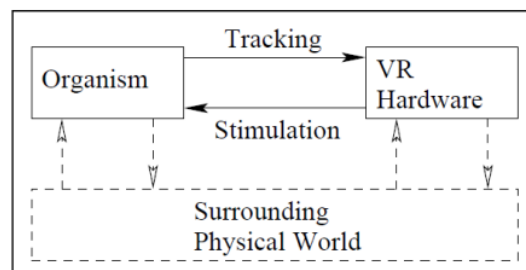 Tracking
Organism
VR
Hardware
Stimulation
Surrounding
Physical World